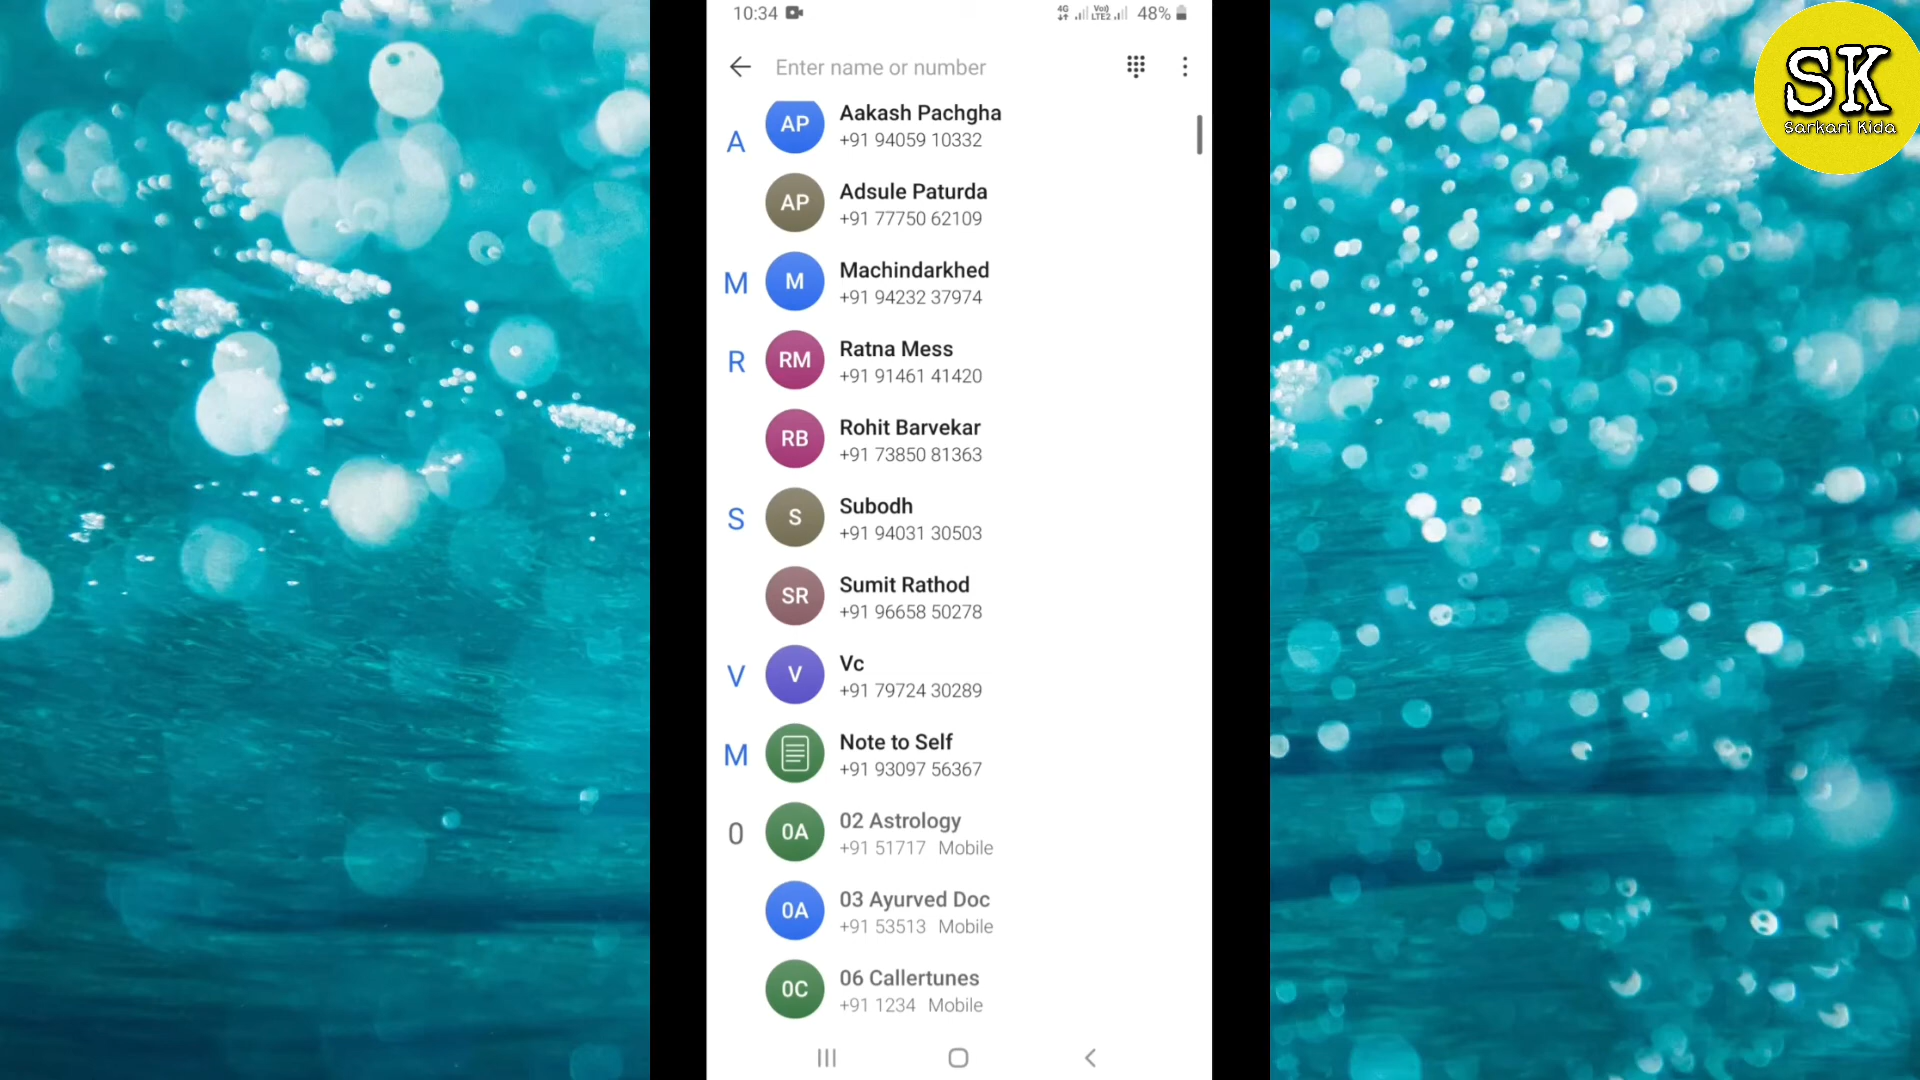 10:34 4G Vo) LTE2 48%
Enter name or number
A
AP Aakash Pachgha
+91 94059 10332
AP Adsule Paturda
+91 77750 62109
M M Machindarkhed
+91 94232 37974
R RM Ratna Mess
+91 91461 41420
RB Rohit Barvekar
+91 73850 81363
S S Subodh
+91 94031 30503
SR Sumit Rathod
+91 96658 50278
V V Vc
+91 79724 30289
M Note to Self
+91 93097 56367
0 0A 02 Astrology
+91 51717 Mobile
0A 03 Ayurved Doc
+91 53513 Mobile
0C 06 Callertunes
+91 1234 Mobile
SK
Sarkari Kida